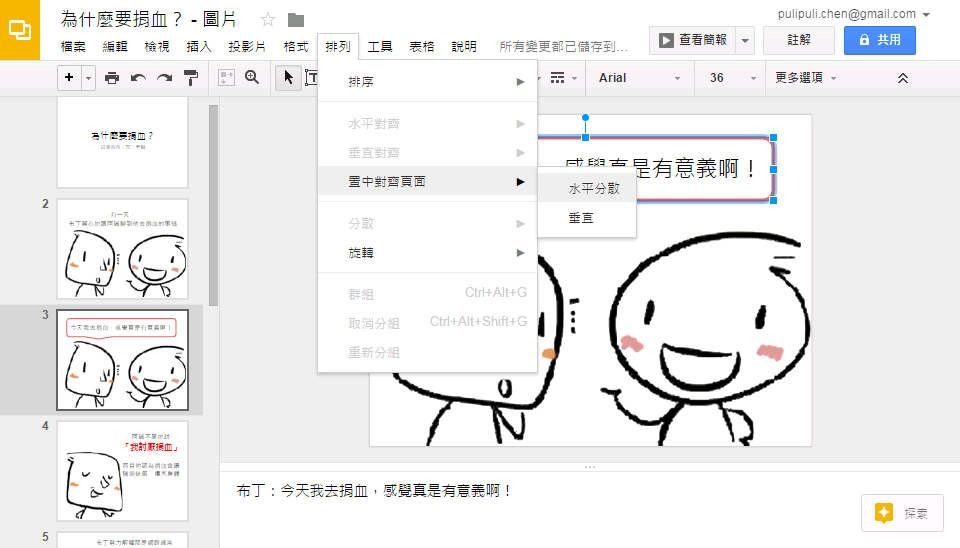 為什麼要捐血？ - 圖片
pulipuli.chen@gmail.com
檔案 編輯 檢視 插入 投影片 格式 排列 工具 表格 說明 所有變更都已儲存到…
查看簡報 註解 共用
Arial 36 更多選項
排序
水平對齊
垂直對齊
置中對齊頁面
水平分散
垂直
分散
旋轉
群組 Ctrl+Alt+G
取消分組 Ctrl+Alt+Shift+G
重新分組
為什麼要捐血？
2
有一天
3
今天我去捐血，感覺真是有意義啊！
4
「我討厭捐血」
5
感覺真是有意義啊！
布丁：今天我去捐血，感覺真是有意義啊！
探索